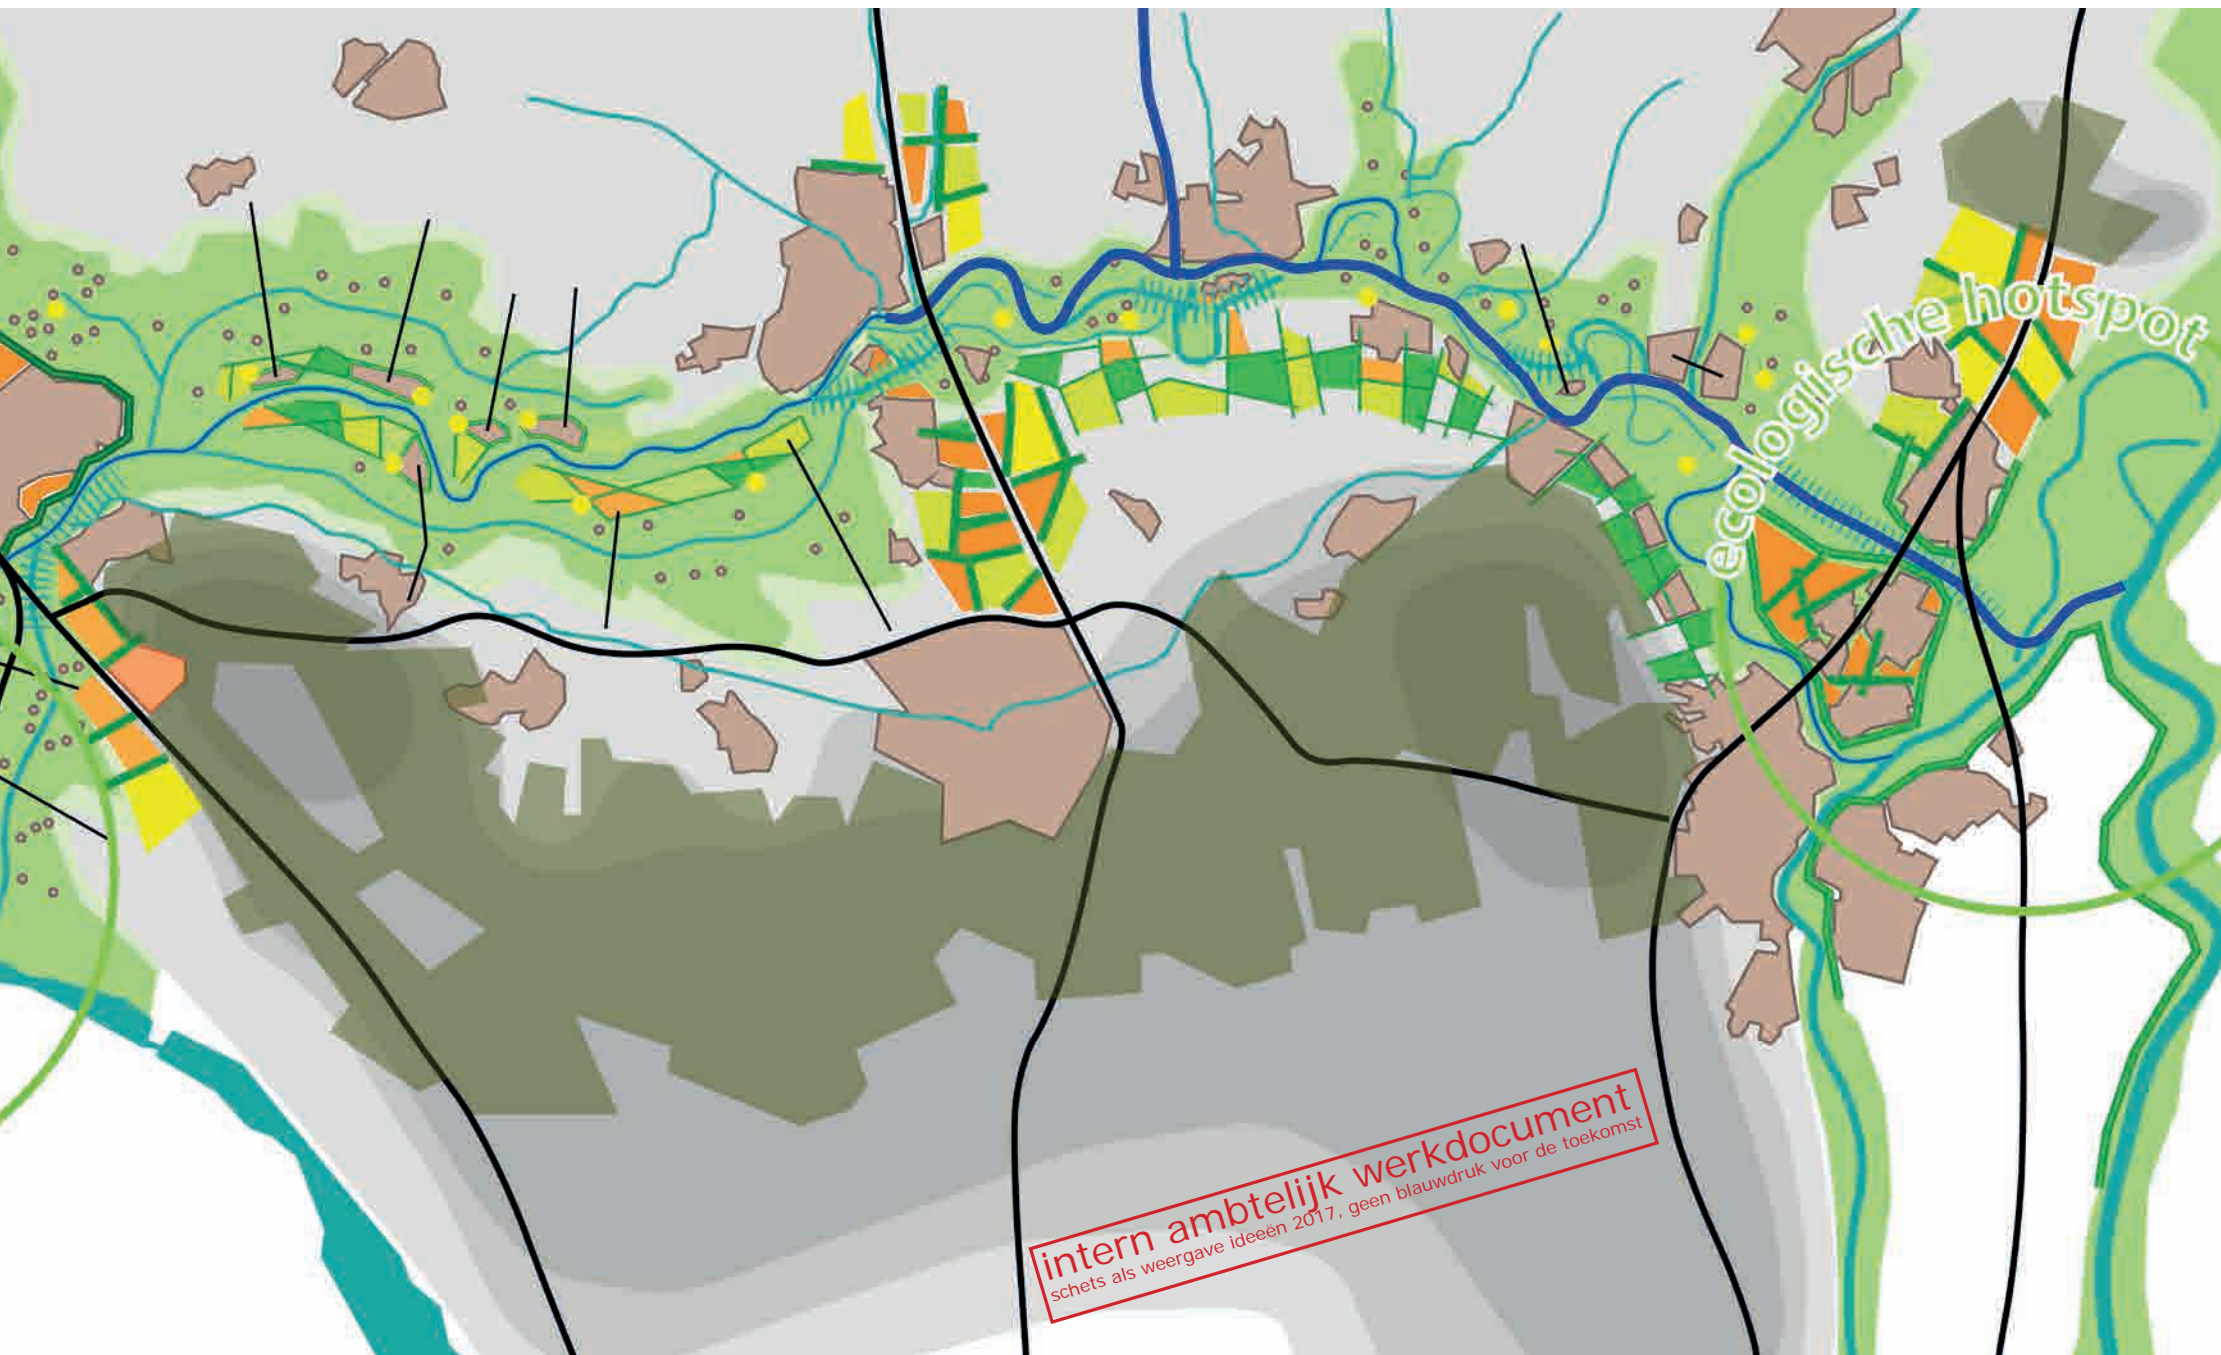 ecologische hotspot
intern ambtelijk werkdocument
schets als weergave ideeën 2017, geen blauwdruk voor de toekomst